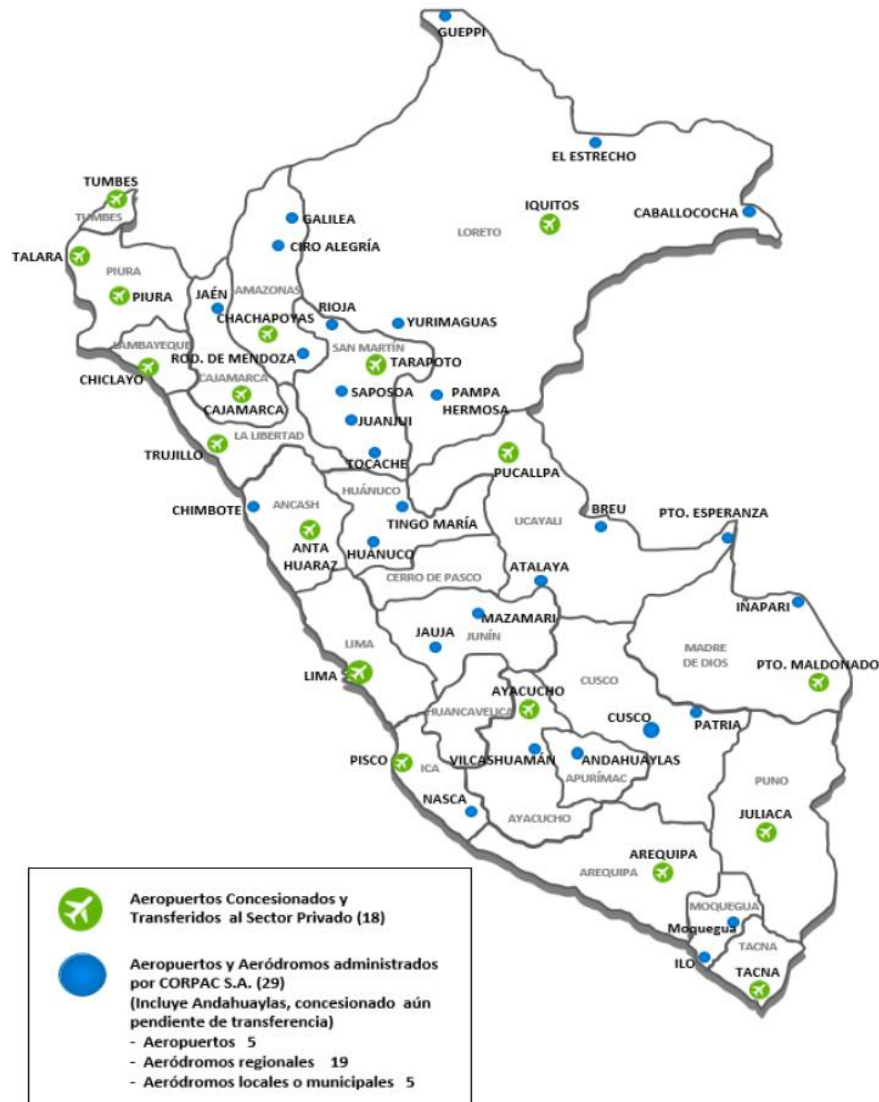 GUEPPI
EL ESTRECHO
TUMBES
IQUITOS
CABALLOCOCHA
TUMBES
GALILEA
LORETO
CIRO ALEGRÍA
TALARA
PIURA
JAÉN
AMAZONAS
PIURA
RIOJA
CHACHAPOYAS
YURIMAGUAS
LAMBAYEQUE
SAN MARTÍN
ROD. DE MENDOZA
TARAPOTO
CHICLAYO
CAJAMARCA
SAPOSOA
PAMPA
HERMOSA
CAJAMARCA
JUANJUI
LA LIBERTAD
TRUJILLO
TOCACHE
PUCALLPA
HUÁNUCO
ANCASH
CHIMBOTE
TINGO MARÍA
UCAYALI
BREU
PTO. ESPERANZA
ANTA
HUARAZ
HUANUCO
CERRO DE PASCO
ATALAYA
IÑAPARI
MAZAMARI
JAUJA
JUNÍN
LIMA
MADRE
DE DIOS
LIMA
PTO. MALDONADO
CUSCO
AYACUCHO
HUANCAVELICA
CUSCO
PATRIA
PISCO
ICA
VILCASHUAMÁN
ANDAHUAYLAS
APURÍMAC
PUNO
NASCA
AYACUCHO
JULIACA
AREQUIPA
AREQUIPA
MOQUEGUA
Moquegua
TACNA
ILO
TACNA
Aeropuertos Concesionados y
Transferidos al Sector Privado (18)
Aeropuertos y Aeródromos administrados
por CORPAC S.A. (29)
(Incluye Andahuaylas, concesionado aún
pendiente de transferencia)
- Aeropuertos 5
- Aeródromos regionales 19
- Aeródromos locales o municipales 5